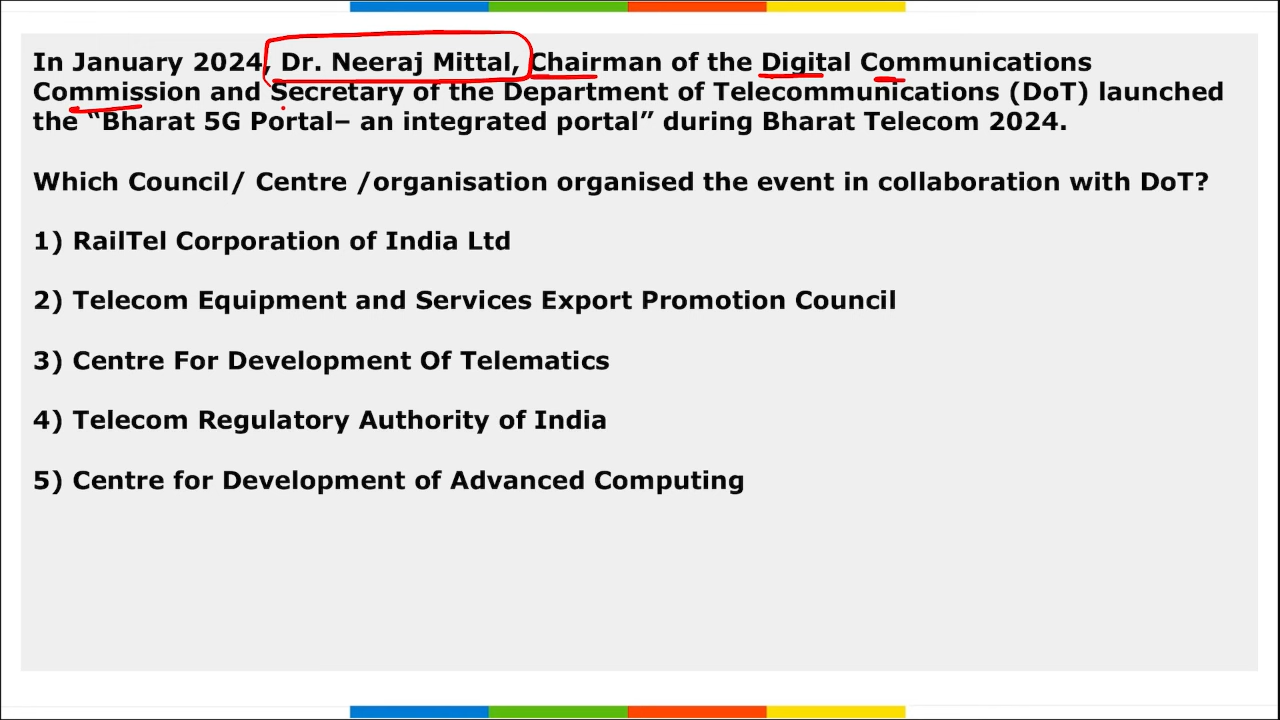 In January 2024, Dr. Neeraj Mittal, Chairman of the Digital Communications
Commission and Secretary of the Department of Telecommunications (DoT) launched
the “Bharat 5G Portal– an integrated portal” during Bharat Telecom 2024.
Which Council/ Centre /organisation organised the event in collaboration with DoT?
1) RailTel Corporation of India Ltd
2) Telecom Equipment and Services Export Promotion Council
3) Centre For Development Of Telematics
4) Telecom Regulatory Authority of India
5) Centre for Development of Advanced Computing